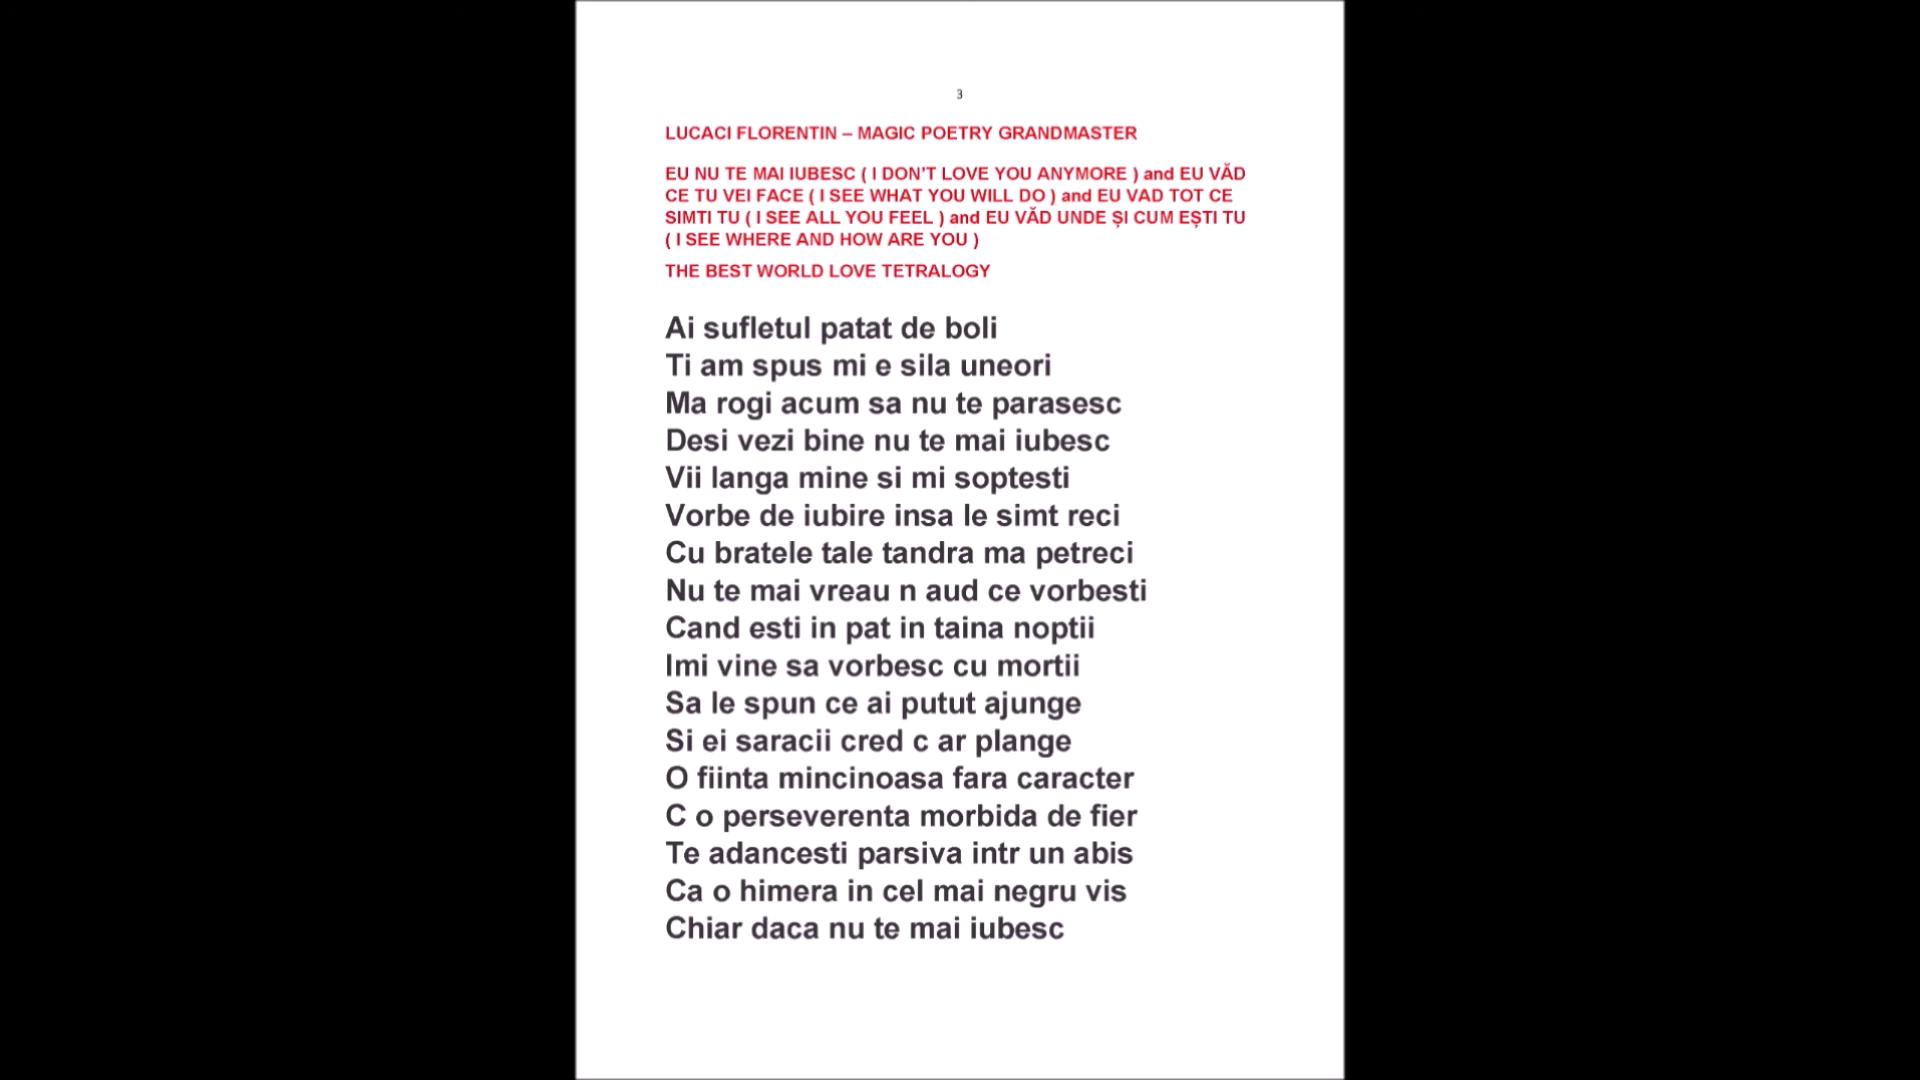 3
LUCACI FLORENTIN – MAGIC POETRY GRANDMASTER
EU NU TE MAI IUBESC ( I DON'T LOVE YOU ANYMORE ) and EU VĂD
CE TU VEI FACE ( I SEE WHAT YOU WILL DO ) and EU VAD TOT CE
SIMTI TU ( I SEE ALL YOU FEEL ) and EU VĂD UNDE ȘI CUM EȘTI TU
( I SEE WHERE AND HOW ARE YOU )
THE BEST WORLD LOVE TETRALOGY
Ai sufletul patat de boli
Ti am spus mi e sila uneori
Ma rogi acum sa nu te parasesc
Desi vezi bine nu te mai iubesc
Vii langa mine si mi soptesti
Vorbe de iubire insa le simt reci
Cu bratele tale tandra ma petreci
Nu te mai vreau n aud ce vorbesti
Cand esti in pat in taina noptii
Imi vine sa vorbesc cu mortii
Sa le spun ce ai putut ajunge
Si ei saracii cred c ar plange
O fiinta mincinoasa fara caracter
C o perseverenta morbida de fier
Te adancesti parsiva intr un abis
Ca o himera in cel mai negru vis
Chiar daca nu te mai iubesc